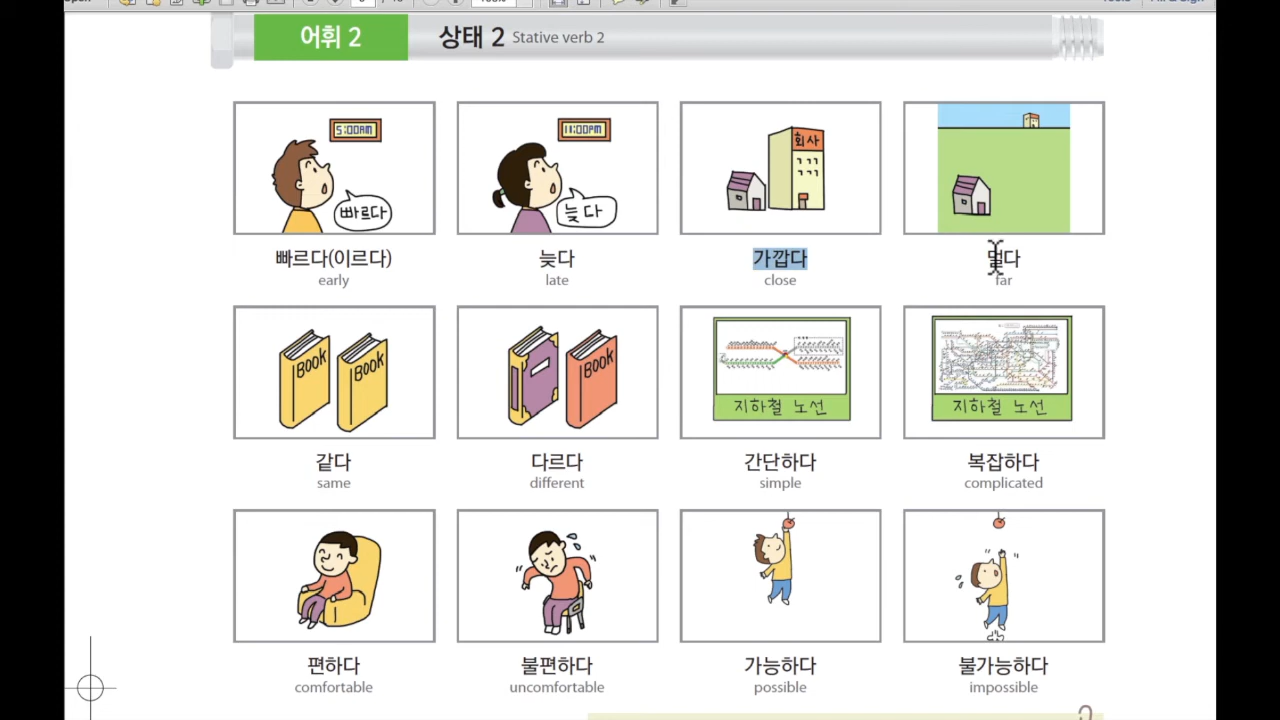 어휘 2
상태 2 Stative verb 2
5:00AM
빠르다
11:00PM
늦다
회사
빠르다(이르다)
early
늦다
late
가깝다
close
멀다
far
BOOK BOOK
BOOK
지하철 노선
지하철 노선
같다
same
다르다
different
간단하다
simple
복잡하다
complicated
편하다
comfortable
불편하다
uncomfortable
가능하다
possible
불가능하다
impossible